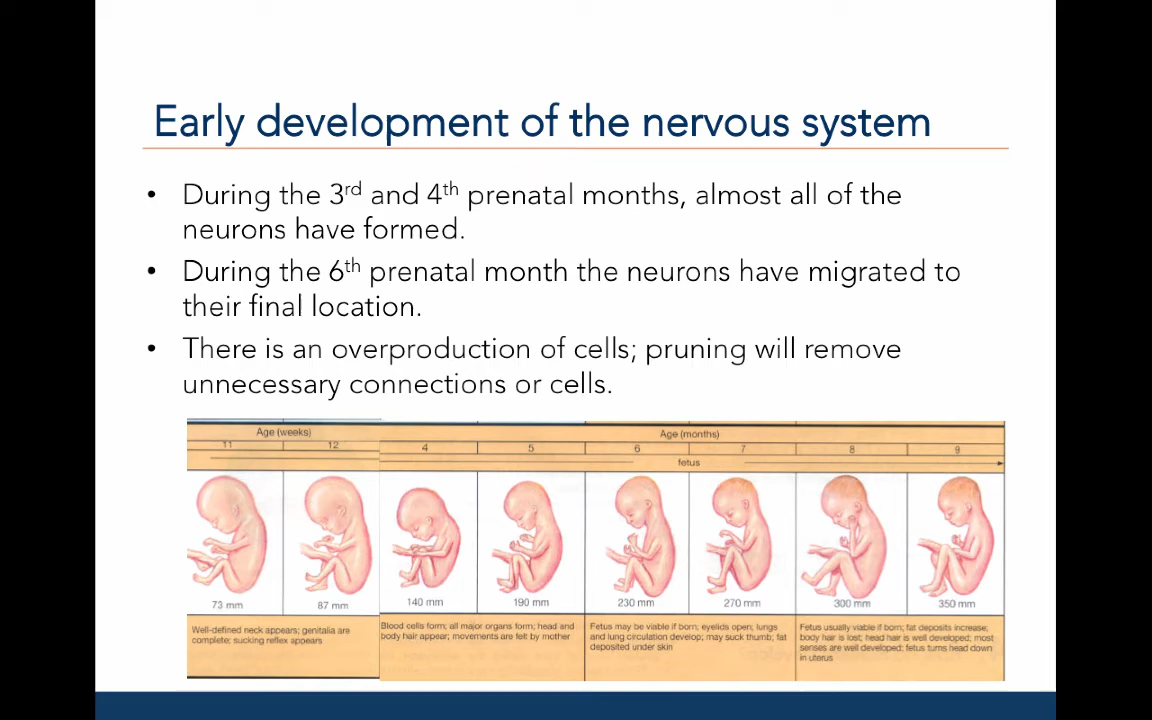 Early development of the nervous system
• During the 3rd and 4th prenatal months, almost all of the
neurons have formed.
• During the 6th prenatal month the neurons have migrated to
their final location.
• There is an overproduction of cells; pruning will remove
unnecessary connections or cells.
Age (weeks)
11 12
Age (months)
4 5 6 7 8 9
fetus
73 mm 87 mm 140 mm 190 mm 230 mm 270 mm 300 mm 350 mm
Well-defined neck appears; genitalia are
complete; sucking reflex appears
Blood cells form; all major organs form; head and
body hair appear; movements are felt by mother
Fetus may be viable if born; eyelids open; lungs
and lung circulation develop; may suck thumb; fat
deposited under skin
Fetus usually viable if born; fat deposits increase;
body hair is lost; head hair is well developed; most
senses are well developed; fetus turns head down
in uterus